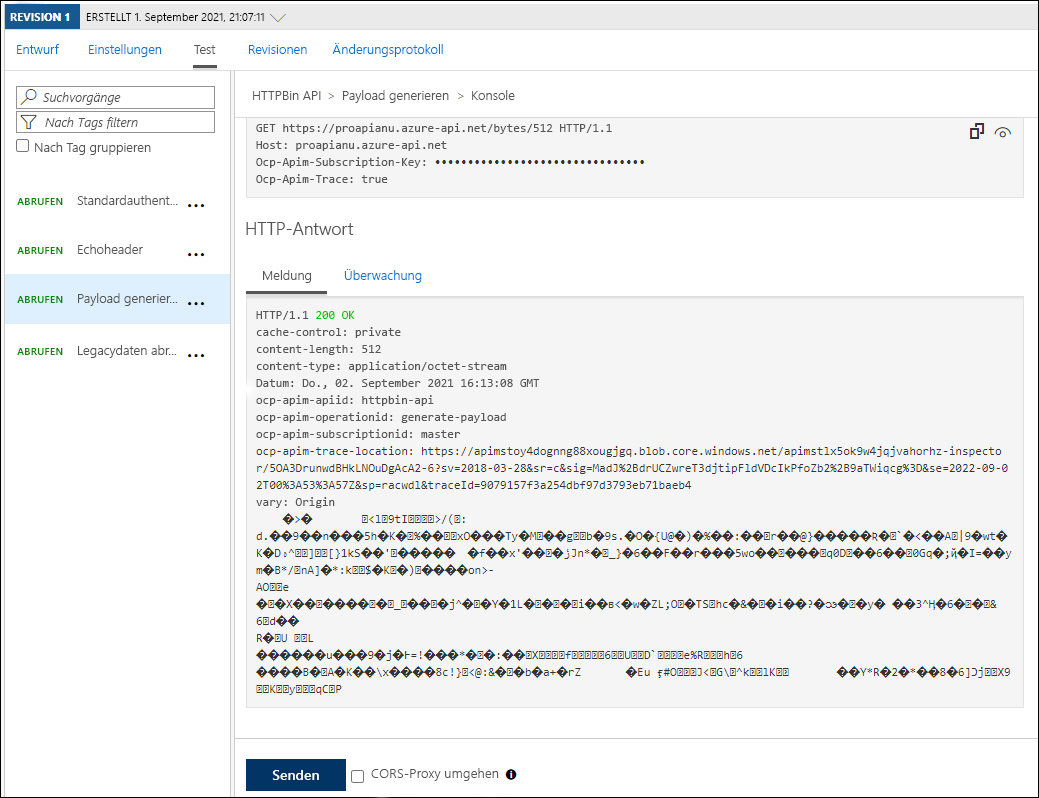 REVISION 1 ERSTELLT 1. September 2021, 21:07:11
Entwurf Einstellungen Test Revisionen Änderungsprotokoll
Suchvorgänge
Nach Tags filtern
Nach Tag gruppieren
ABRUFEN Standardauthent... ...
ABRUFEN Echoheader ...
ABRUFEN Payload generier... ...
ABRUFEN Legacydaten abr... ...
HTTPBin API > Payload generieren > Konsole
GET https://proapianu.azure-api.net/bytes/512 HTTP/1.1
Host: proapianu.azure-api.net
Ocp-Apim-Subscription-Key: ••••••••••••••••••••••••••••••••
Ocp-Apim-Trace: true
HTTP-Antwort
Meldung Überwachung
HTTP/1.1 200 OK
cache-control: private
content-length: 512
content-type: application/octet-stream
Datum: Do., 02. September 2021 16:13:08 GMT
ocp-apim-apiid: httpbin-api
ocp-apim-operationid: generate-payload
ocp-apim-subscriptionid: master
ocp-apim-trace-location: https://apimstoy4dognng88xougjgq.blob.core.windows.net/apimstlx5ok9w4jqjvahorhz-inspecto
r/5OA3DrunwdBHkLNOuDgAcA2-6?sv=2018-03-28&sr=c&sig=MadJ%2BdrUCZwreT3djtipFldVDcIkPfoZb2%2B9aTWiqcg%3D&se=2022-09-0
2T00%3A53%3A57Z&sp=racwdl&traceId=9079157f3a254dbf97d3793eb71baeb4
vary: Origin
Senden CORS-Proxy umgehen